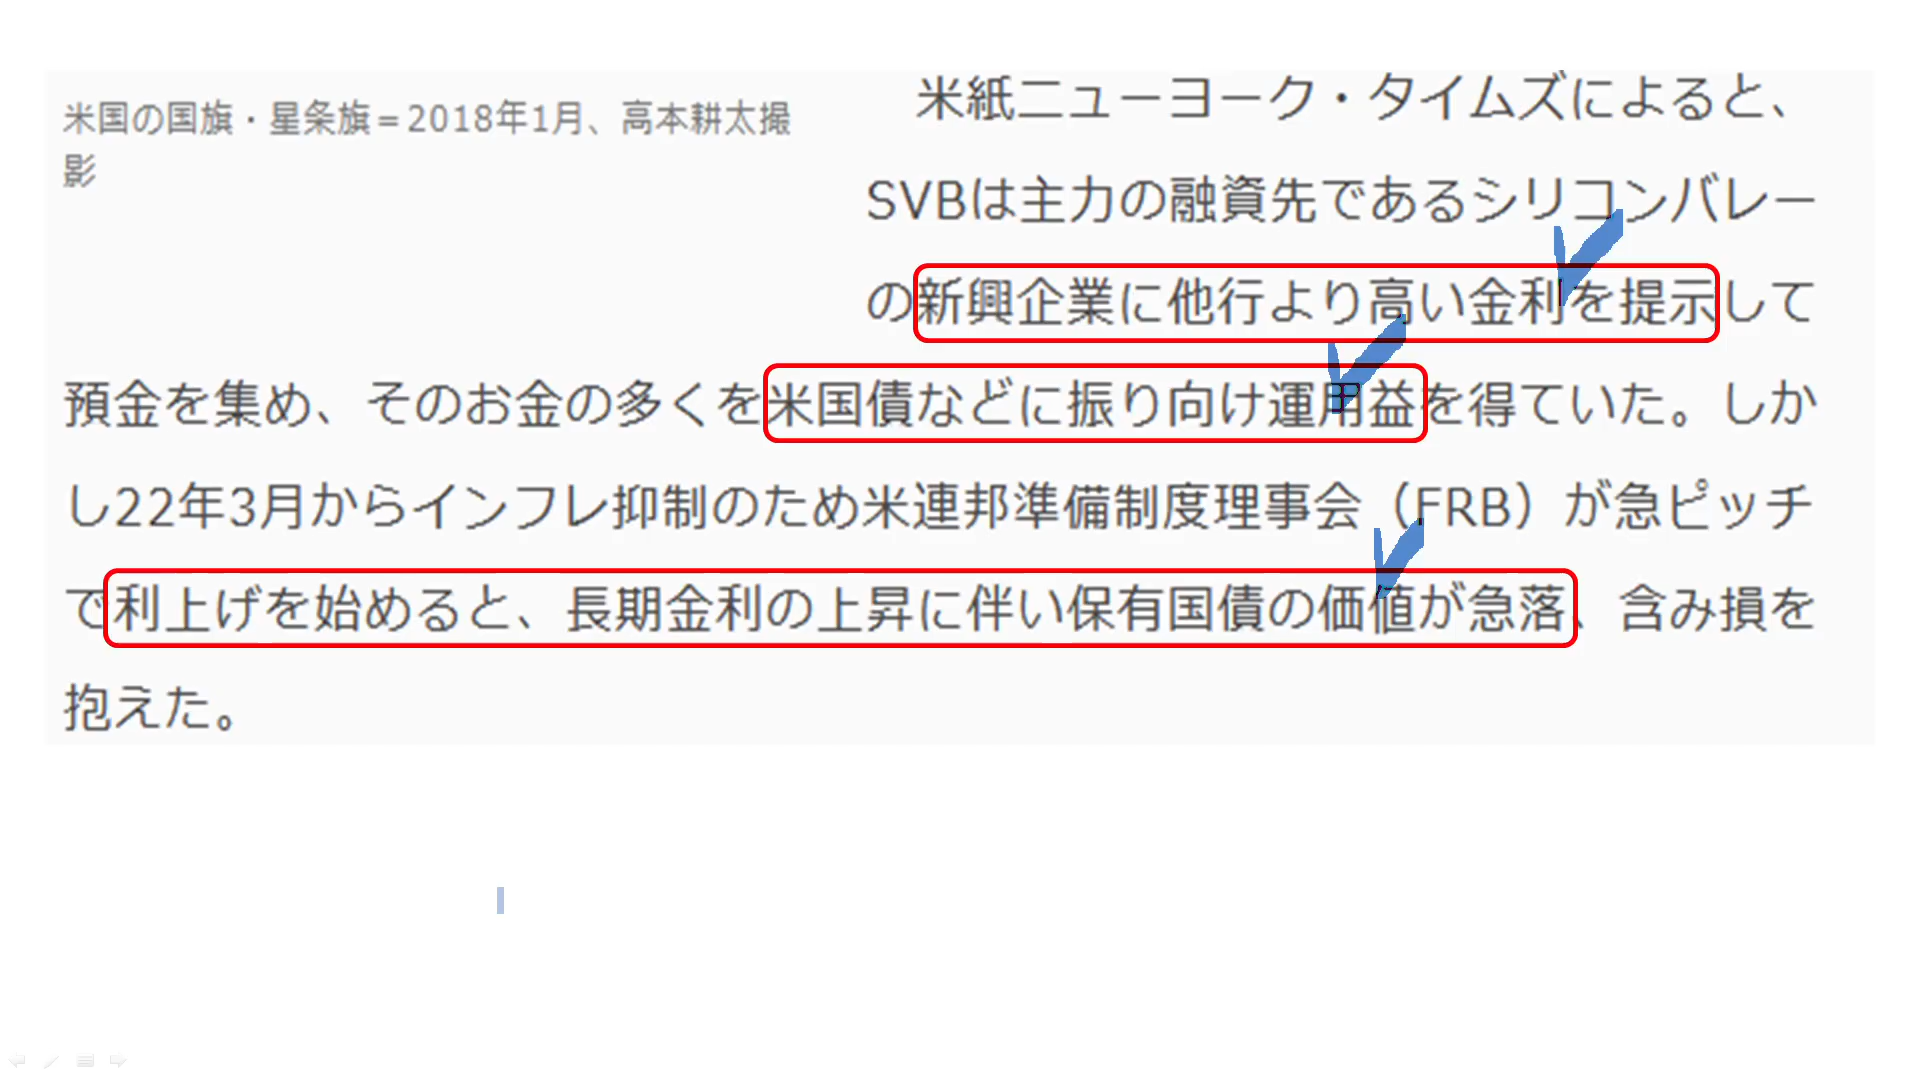 米国の国旗・星条旗＝2018年1月、高本耕太撮
影
米紙ニューヨーク・タイムズによると、
SVBは主力の融資先であるシリコンバレー
の新興企業に他行より高い金利を提示して
預金を集め、そのお金の多くを米国債などに振り向け運用益を得ていた。しか
し22年3月からインフレ抑制のため米連邦準備制度理事会（FRB）が急ピッチ
で利上げを始めると、長期金利の上昇に伴い保有国債の価値が急落、含み損を
抱えた。